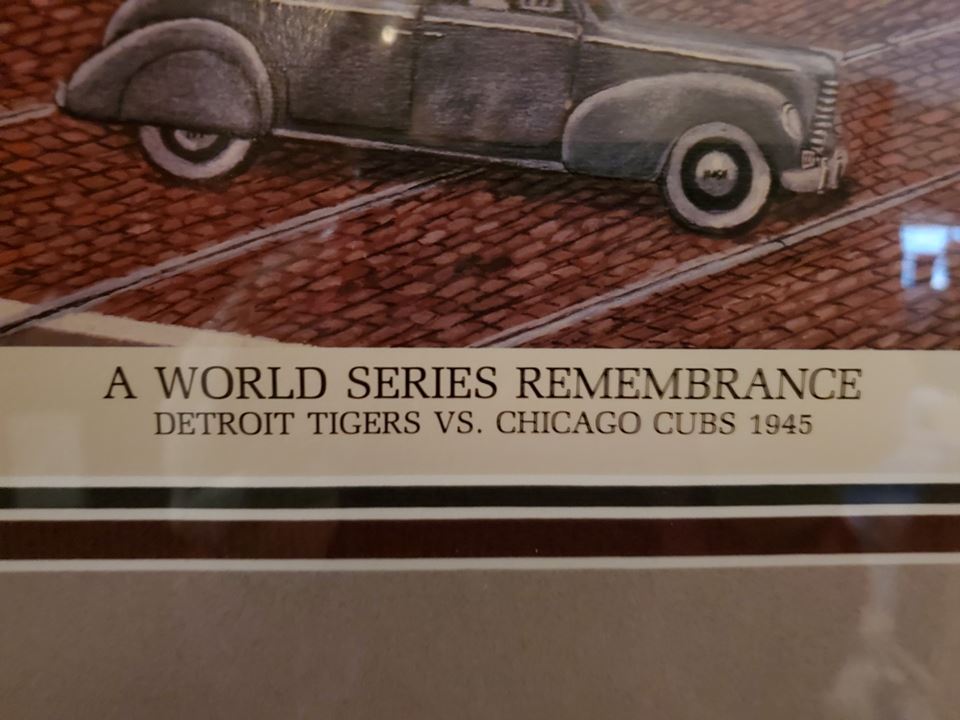 A WORLD SERIES REMEMBRANCE
DETROIT TIGERS VS. CHICAGO CUBS 1945